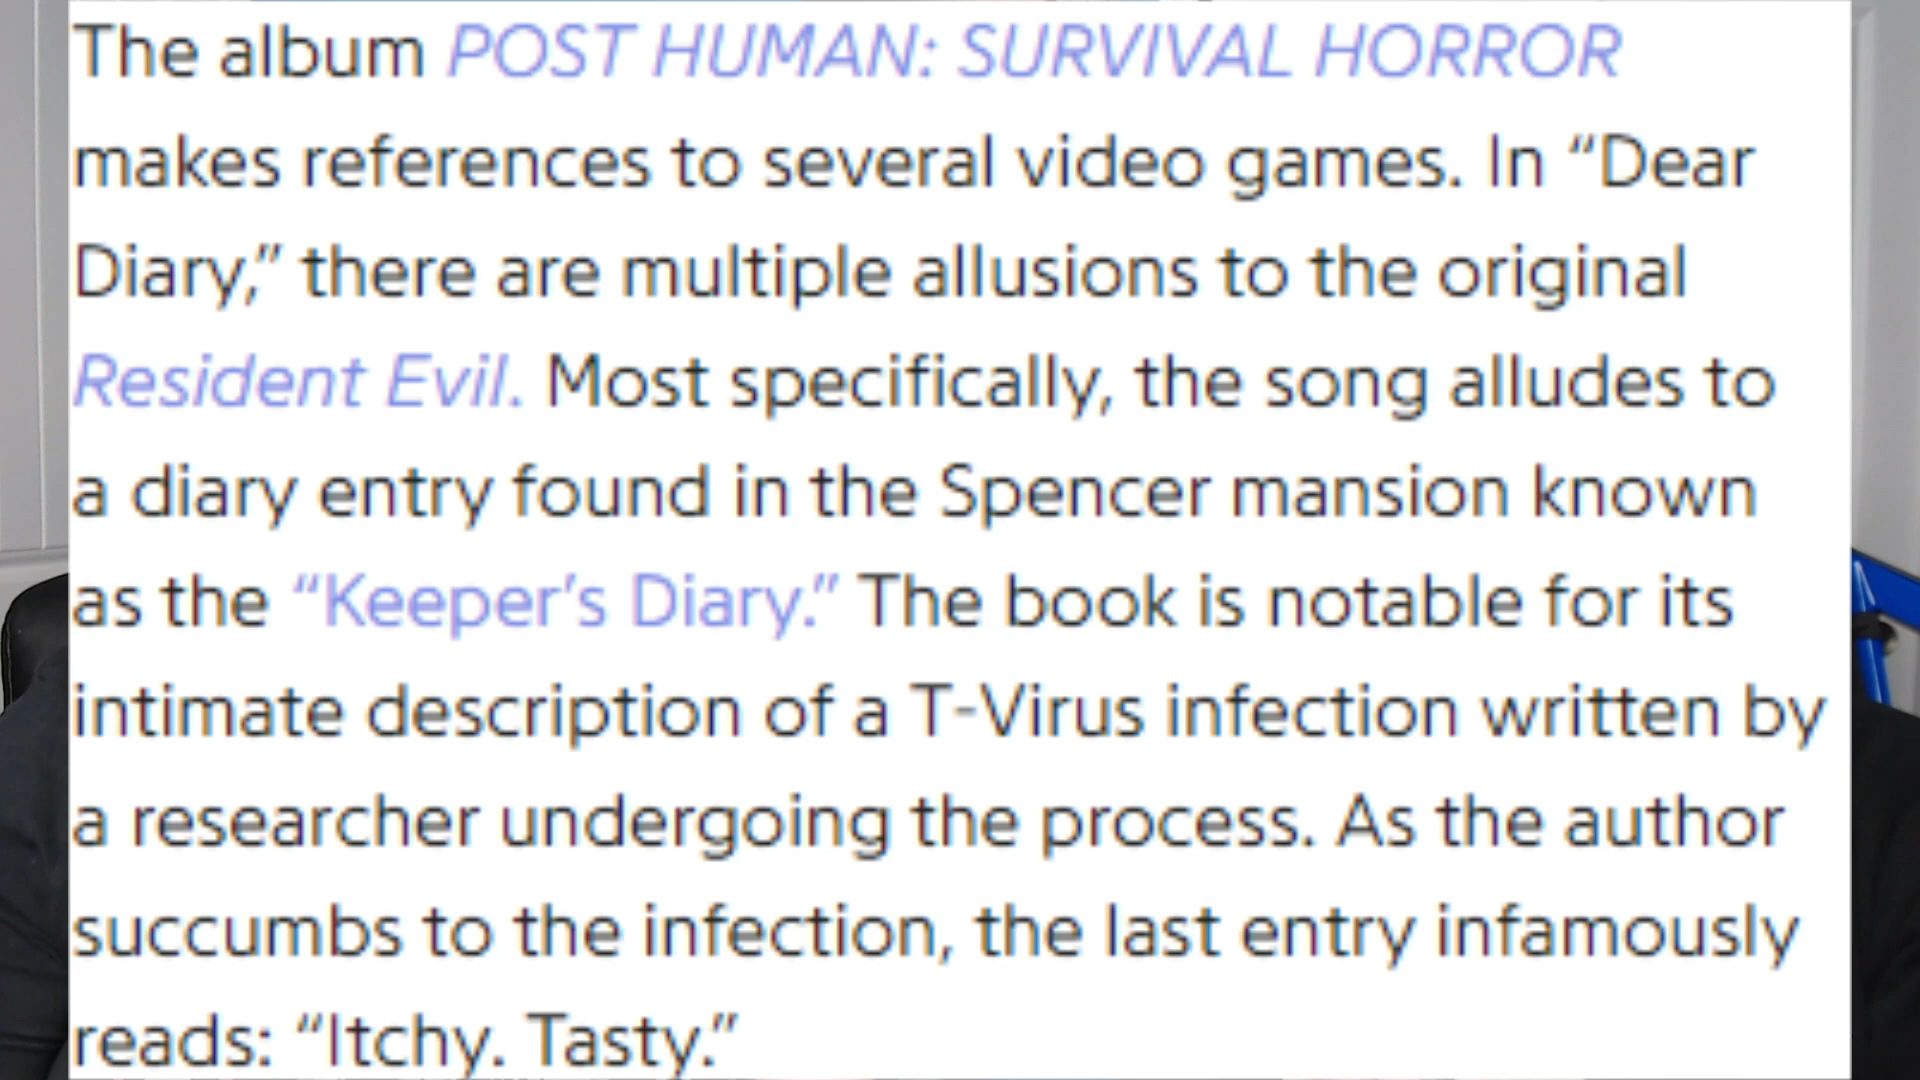 The album POST HUMAN: SURVIVAL HORROR
makes references to several video games. In “Dear
Diary,” there are multiple allusions to the original
Resident Evil. Most specifically, the song alludes to
a diary entry found in the Spencer mansion known
as the “Keeper’s Diary.” The book is notable for its
intimate description of a T-Virus infection written by
a researcher undergoing the process. As the author
succumbs to the infection, the last entry infamously
reads: “Itchy. Tasty.”